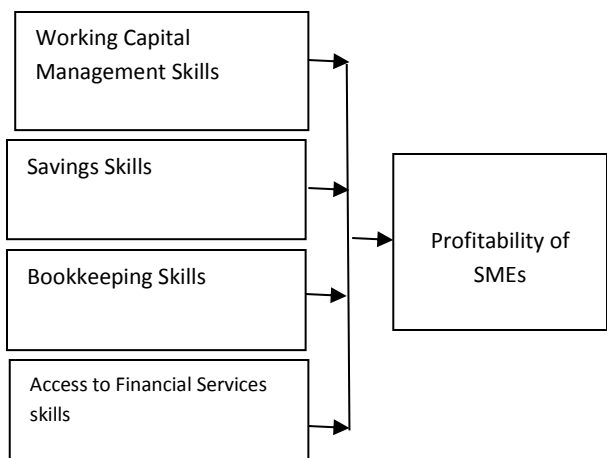 Working Capital
Management Skills
Savings Skills
Bookkeeping Skills
Access to Financial Services
skills
Profitability of
SMEs